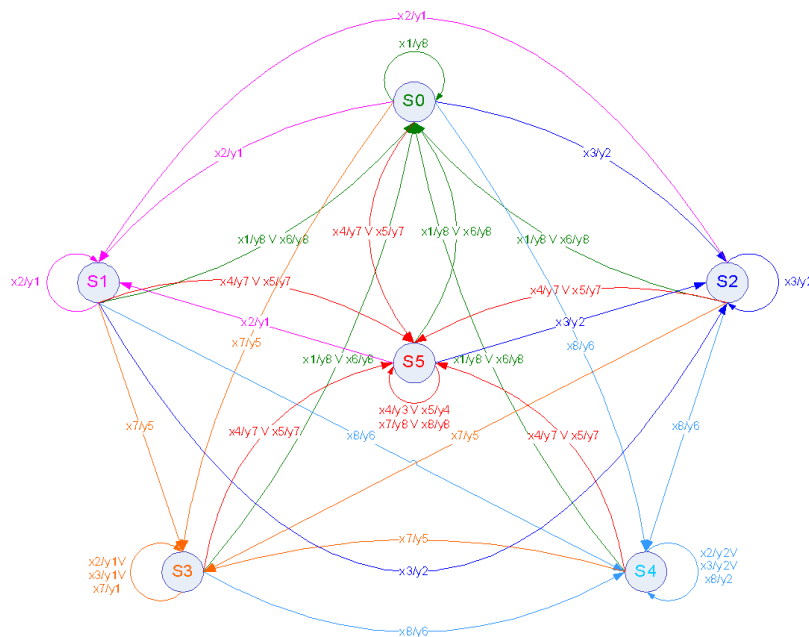 x2/y1
x1/y8
S0
x2/y1
x3/y2
x4/y7 V x5/y7
x1/y8 V x6/y8
x1/y8 V x6/y8
x1/y8 V x6/y8
x2/y1
S1
x4/y7 V x5/y7
x4/y7 V x5/y7
S2
x3/y2
x2/y1
x3/y2
x7/y5
x8/y6
x1/y8 V x6/y8
S5
x1/y8 V x6/y8
x4/y3 V x5/y4
x7/y8 V x8/y8
x7/y5
x4/y7 V x5/y7
x8/y6
x7/y5
x4/y7 V x5/y7
x8/y6
x7/y5
x2/y1V
x3/y1V
x7/y1
S3
x3/y2
S4
x2/y2V
x3/y2V
x8/y2
x8/y6